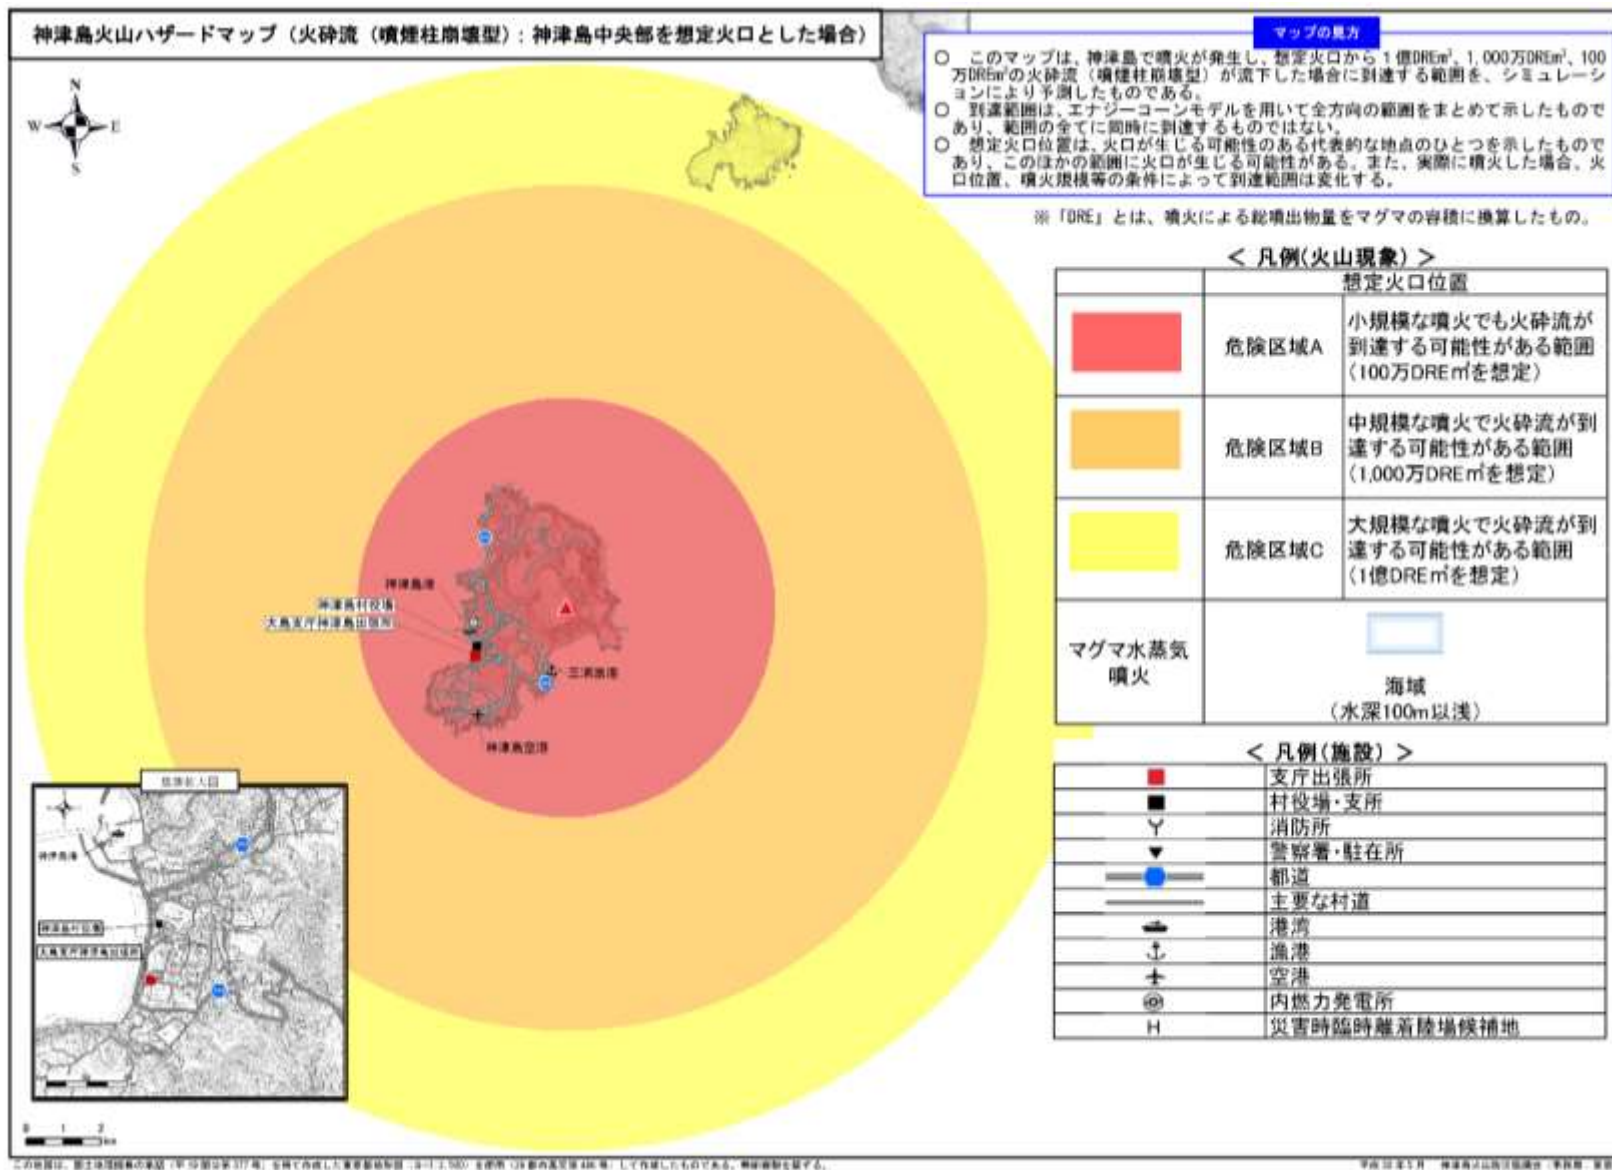 神津島火山ハザードマップ（火砕流（噴煙柱崩壊型）：神津島中央部を想定火口とした場合）
マップの見方
○ このマップは、神津島で噴火が発生し、想定火口から１億DREm³、1,000万DREm³、100
万DREm³の火砕流（噴煙柱崩壊型）が流下した場合に到達する範囲を、シミュレーシ
ョンにより予測したものである。
○ 到達範囲は、エナジーコーンモデルを用いて全方向の範囲をまとめて示したもので
あり、範囲の全てに同時に到達するものではない。
○ 想定火口位置は、火口が生じる可能性のある代表的な地点のひとつを示したもので
あり、このほかの範囲に火口が生じる可能性がある。また、実際に噴火した場合、火
口位置、噴火規模等の条件によって到達範囲は変化する。
※「DRE」とは、噴火による総噴出物量をマグマの容積に換算したもの。
N
W E
S
＜ 凡例(火山現象) ＞
想定火口位置
危険区域A
小規模な噴火でも火砕流が
到達する可能性がある範囲
(100万DRE㎥を想定)
危険区域B
中規模な噴火で火砕流が到
達する可能性がある範囲
(1,000万DRE㎥を想定)
危険区域C
大規模な噴火で火砕流が到
達する可能性がある範囲
(1億DRE㎥を想定)
マグマ水蒸気
噴火
海域
(水深100m以浅)
神津島港
神津島村役場
大島支庁神津島出張所
三浦漁港
神津島空港
＜ 凡例(施設) ＞
支庁出張所
村役場・支所
消防所
警察署・駐在所
都道
主要な村道
港湾
漁港
空港
内燃力発電所
H 災害時臨時離着陸場候補地
神津島港
神津島村役場
大島支庁神津島出張所
0 1 2
km